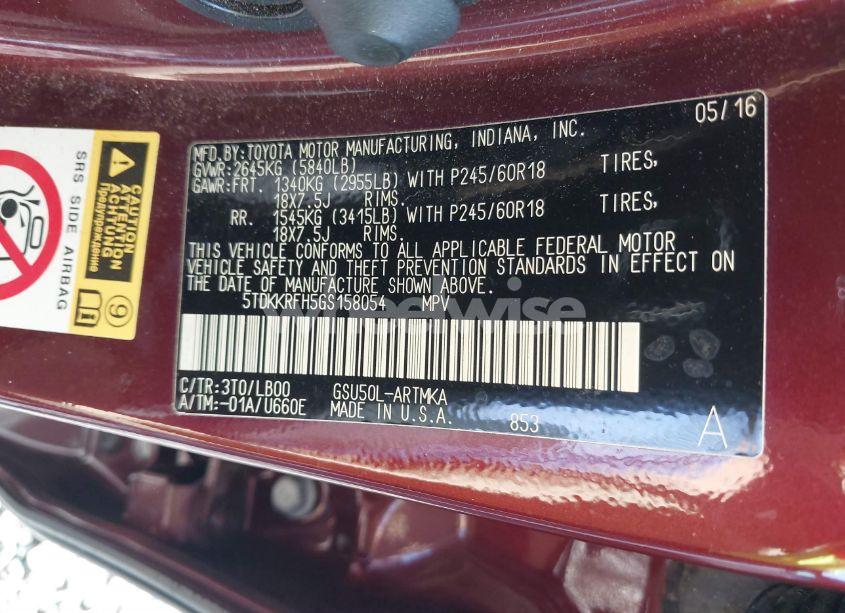 05/16
MFD.BY:TOYOTA MOTOR MANUFACTURING, INDIANA, INC.
GVWR:2645KG (5840LB)
GAWR:FRT. 1340KG (2955LB) WITH P245/60R18 TIRES,
18X7.5J RIMS.
RR. 1545KG (3415LB) WITH P245/60R18 TIRES,
18X7.5J RIMS.
THIS VEHICLE CONFORMS TO ALL APPLICABLE FEDERAL MOTOR
VEHICLE SAFETY AND THEFT PREVENTION STANDARDS IN EFFECT ON
THE DATE OF MANUFACTURE SHOWN ABOVE.
5TDKKRFH5GS158054 MPV
wheelwise
C/TR:3T0/LB00 GSU50L-ARTMKA
A/TM:-01A/U660E MADE IN U.S.A.
853
A
SRS SIDE AIRBAG
CAUTION
ATTENTION
ACHTUNG
Предупреждение
9